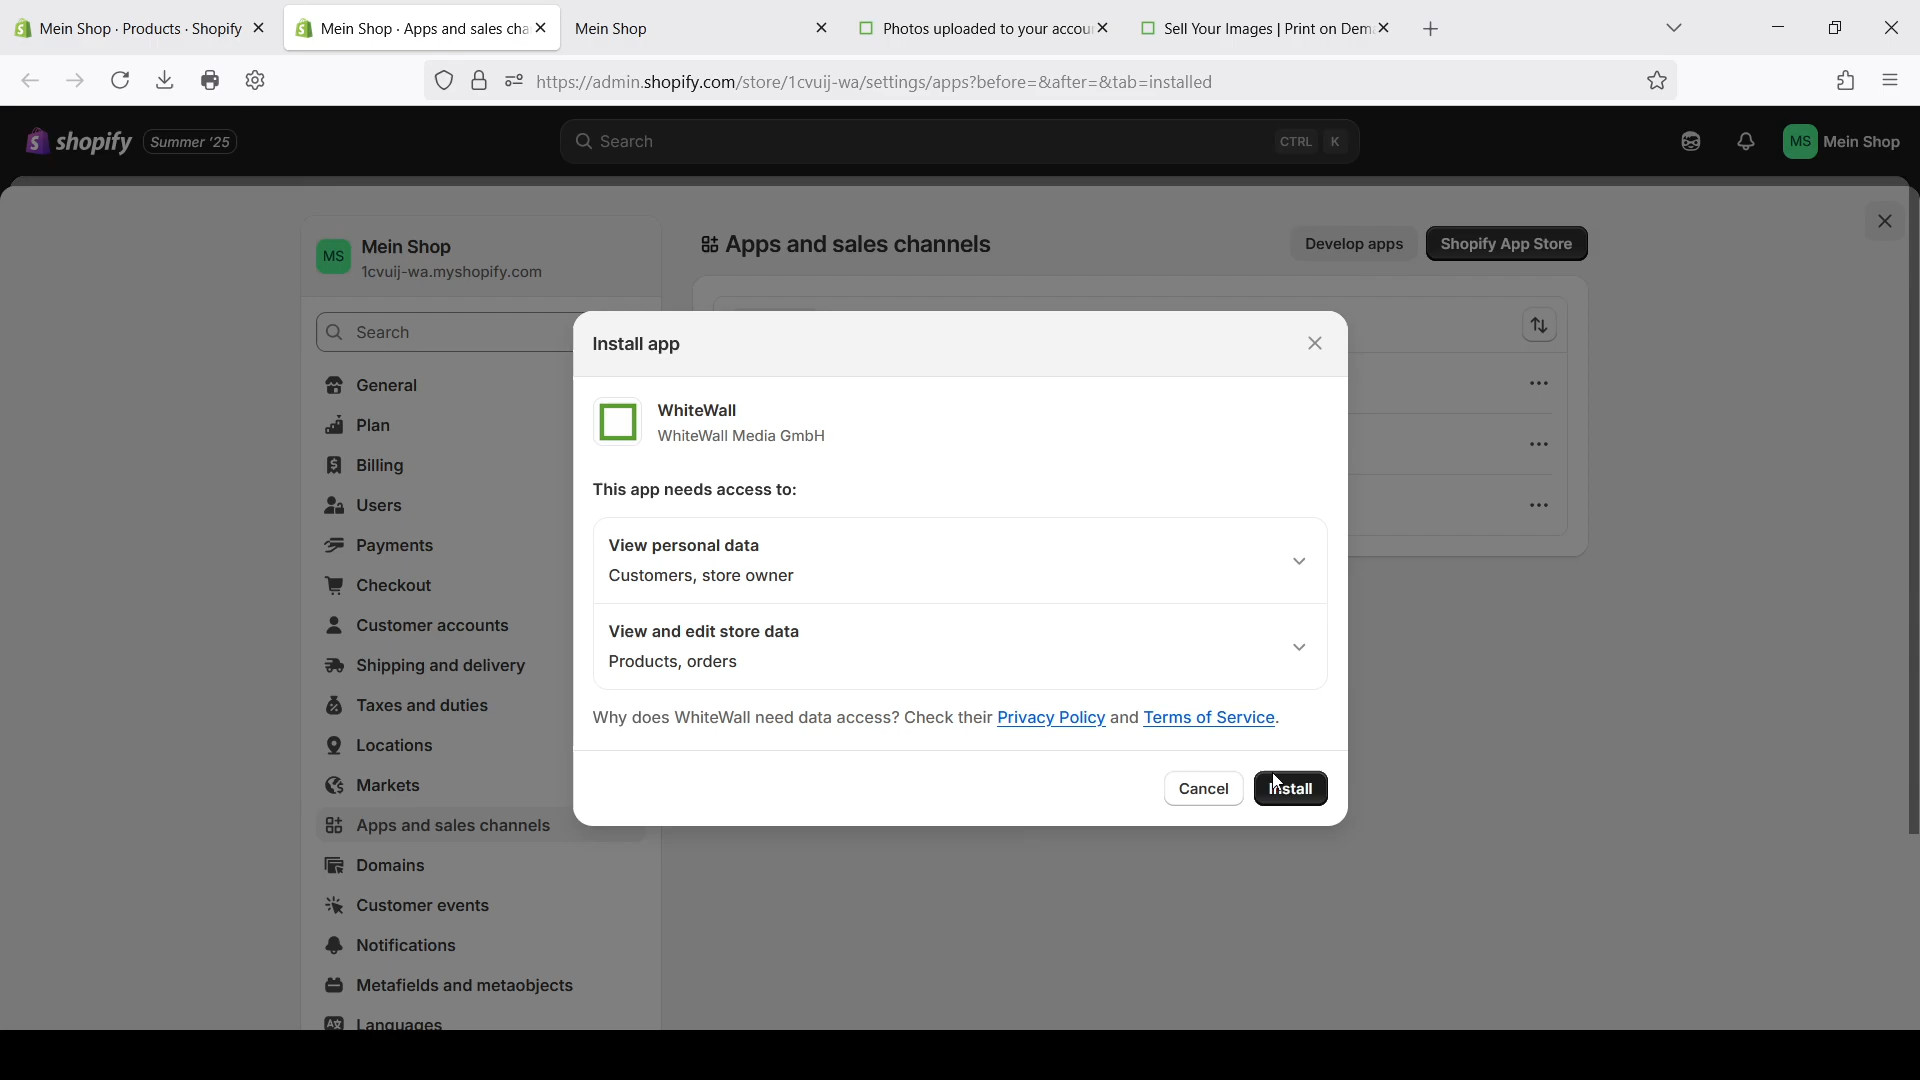 Mein Shop · Products · Shopify
Mein Shop · Apps and sales cha
Mein Shop
Photos uploaded to your accou
Sell Your Images | Print on Dem
https://admin.shopify.com/store/1cvuij-wa/settings/apps?before=&after=&tab=installed
shopify
Summer '25
Search
CTRL K
MS
Mein Shop
MS
Mein Shop
1cvuij-wa.myshopify.com
Search
General
Plan
Billing
Users
Payments
Checkout
Customer accounts
Shipping and delivery
Taxes and duties
Locations
Markets
Apps and sales channels
Domains
Customer events
Notifications
Metafields and metaobjects
Languages
Apps and sales channels
Develop apps
Shopify App Store
Install app
WhiteWall
WhiteWall Media GmbH
This app needs access to:
View personal data
Customers, store owner
View and edit store data
Products, orders
Why does WhiteWall need data access? Check their Privacy Policy and Terms of Service.
Cancel
Install